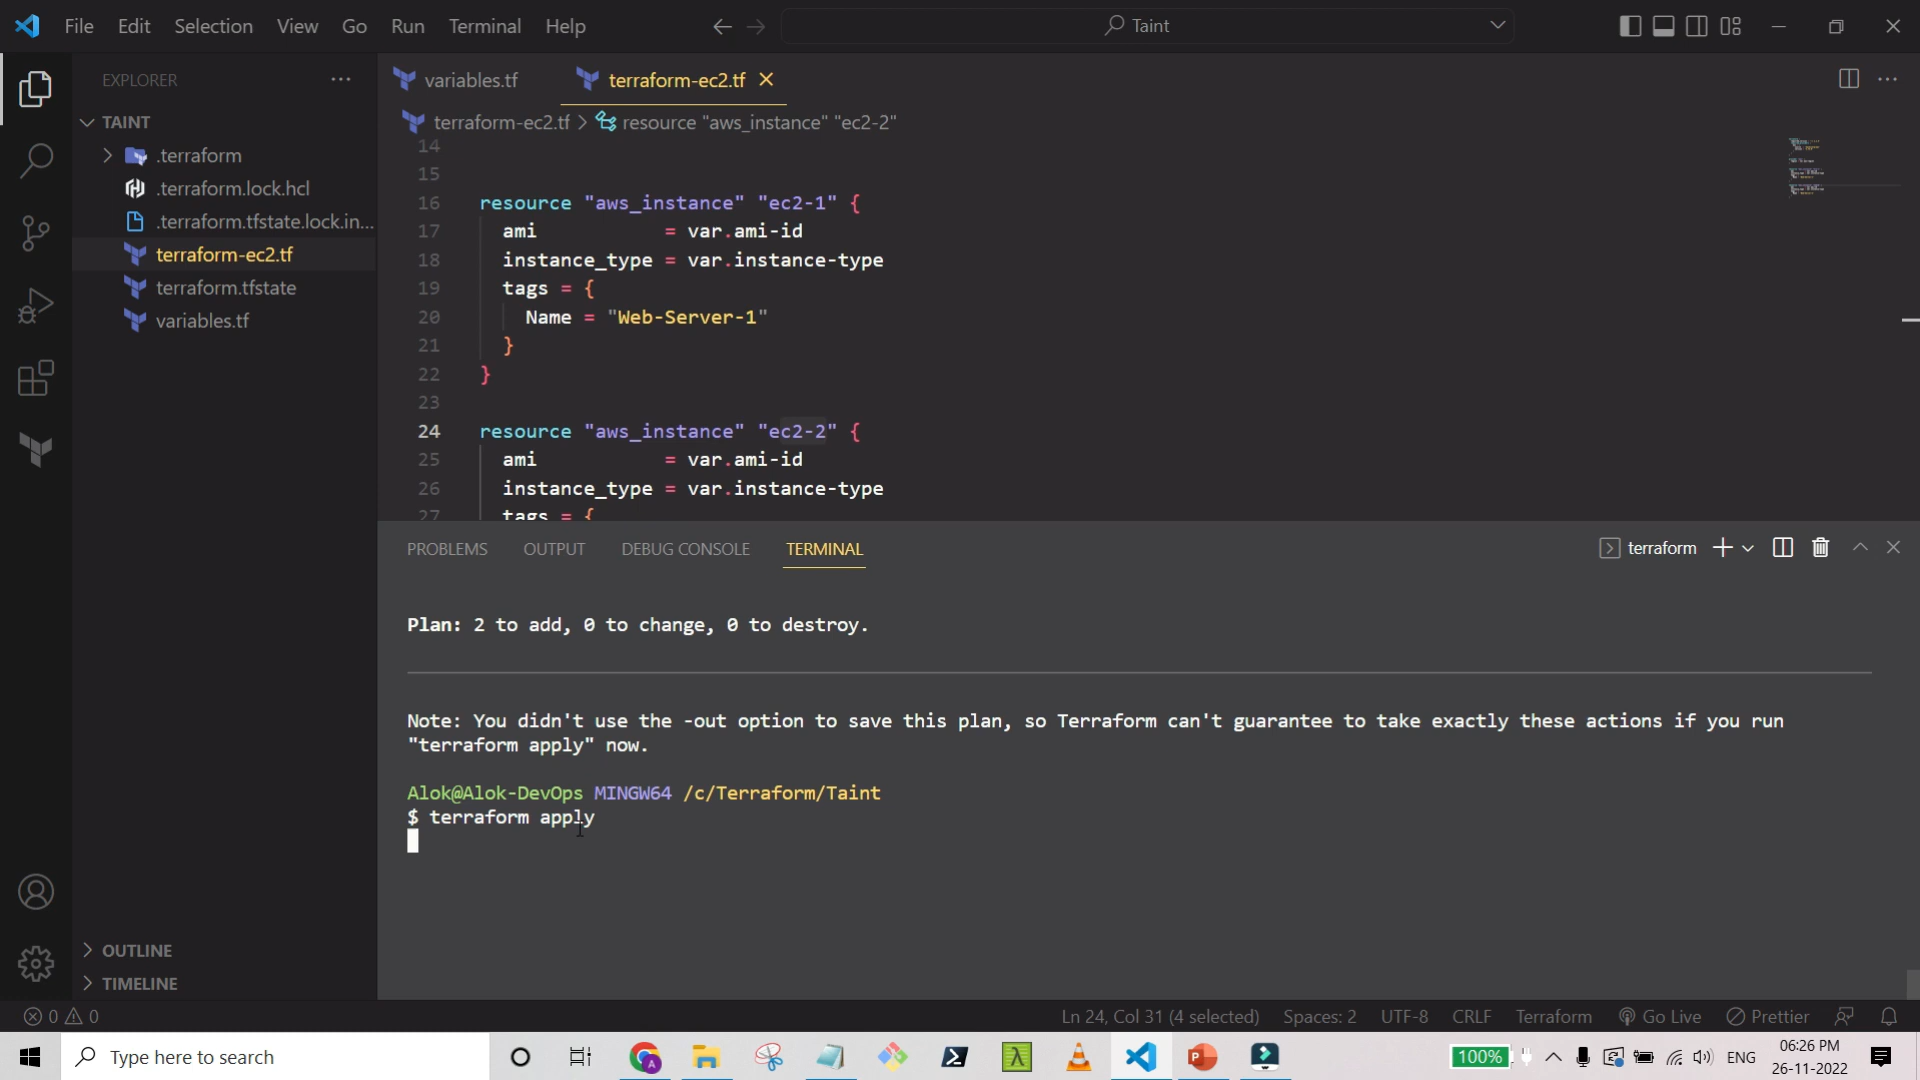 File Edit Selection View Go Run Terminal Help
Taint
EXPLORER
TAINT
.terraform
.terraform.lock.hcl
.terraform.tfstate.lock.in...
terraform-ec2.tf
terraform.tfstate
variables.tf
OUTLINE
TIMELINE
variables.tf
terraform-ec2.tf
terraform-ec2.tf > resource "aws_instance" "ec2-2"
14
15
16 resource "aws_instance" "ec2-1" {
17 ami = var.ami-id
18 instance_type = var.instance-type
19 tags = {
20 Name = "Web-Server-1"
21 }
22 }
23
24 resource "aws_instance" "ec2-2" {
25 ami = var.ami-id
26 instance_type = var.instance-type
27 tags = {
PROBLEMS OUTPUT DEBUG CONSOLE TERMINAL
terraform
Plan: 2 to add, 0 to change, 0 to destroy.
Note: You didn't use the -out option to save this plan, so Terraform can't guarantee to take exactly these actions if you run
"terraform apply" now.
Alok@Alok-DevOps MINGW64 /c/Terraform/Taint
$ terraform apply
0 0
Ln 24, Col 31 (4 selected) Spaces: 2 UTF-8 CRLF Terraform Go Live Prettier
Type here to search
100%
ENG
06:26 PM
26-11-2022